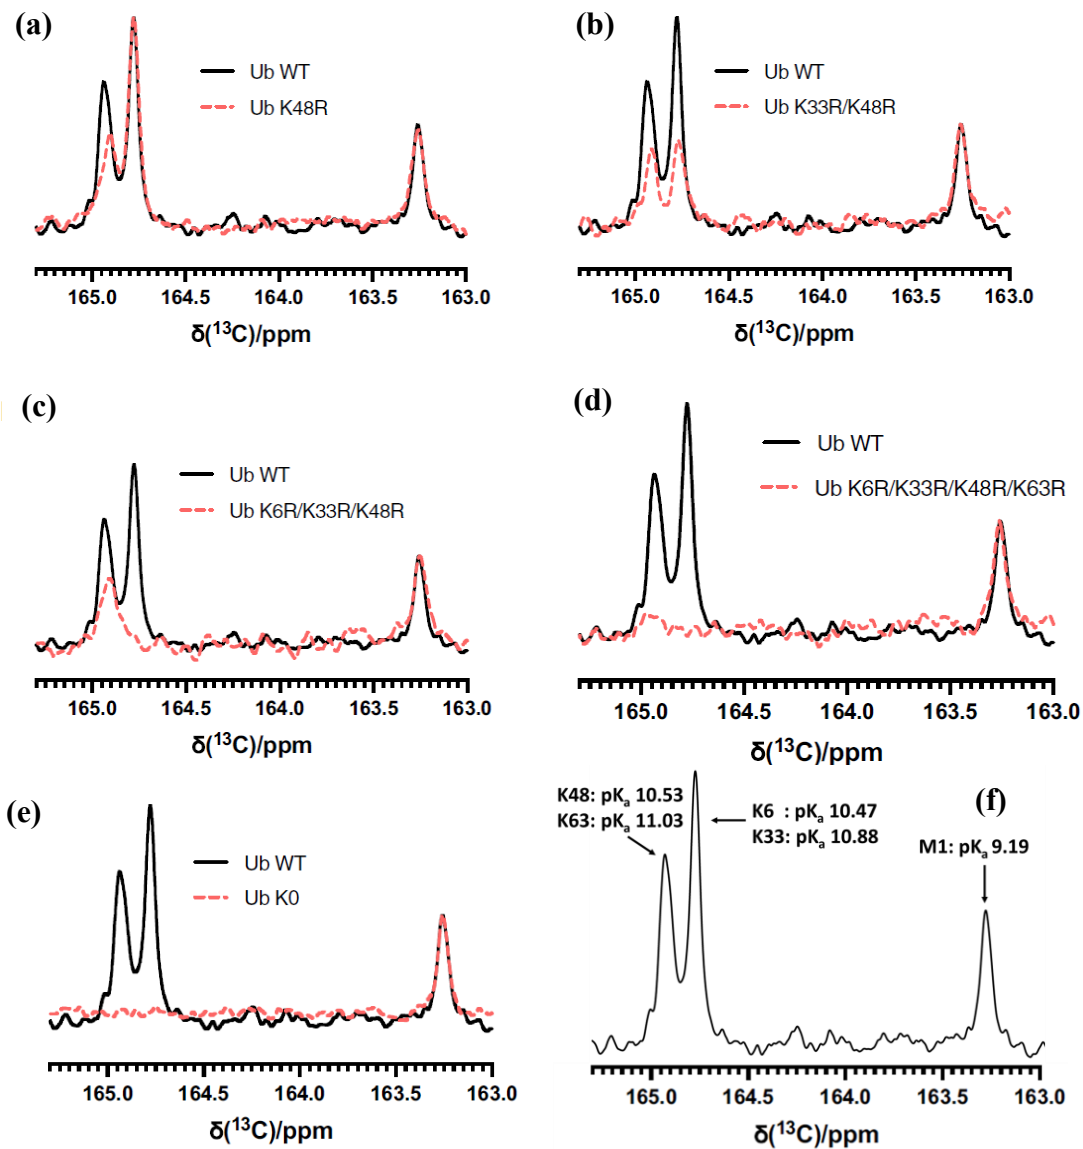 (a)
Ub WT
Ub K48R
165.0 164.5 164.0 163.5 163.0
δ(¹³C)/ppm
(b)
Ub WT
Ub K33R/K48R
165.0 164.5 164.0 163.5 163.0
δ(¹³C)/ppm
(c)
Ub WT
Ub K6R/K33R/K48R
165.0 164.5 164.0 163.5 163.0
δ(¹³C)/ppm
(d)
Ub WT
Ub K6R/K33R/K48R/K63R
165.0 164.5 164.0 163.5 163.0
δ(¹³C)/ppm
(e)
Ub WT
Ub K0
165.0 164.5 164.0 163.5 163.0
δ(¹³C)/ppm
(f)
K48: pKₐ 10.53
K63: pKₐ 11.03
K6 : pKₐ 10.47
K33: pKₐ 10.88
M1: pKₐ 9.19
165.0 164.5 164.0 163.5 163.0
δ(¹³C)/ppm